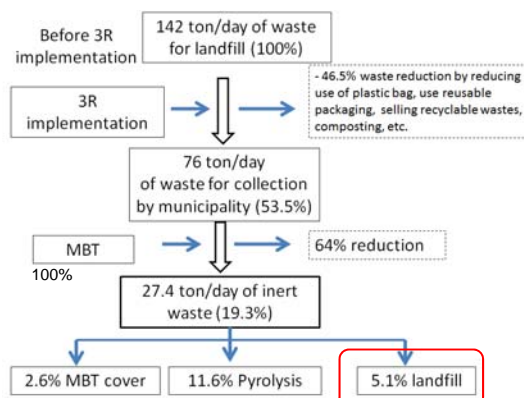 Before 3R
implementation
142 ton/day of waste
for landfill (100%)
3R
implementation
- 46.5% waste reduction by reducing
use of plastic bag, use reusable
packaging, selling recyclable wastes,
composting, etc.
76 ton/day
of waste for collection
by municipality (53.5%)
MBT
100%
64% reduction
27.4 ton/day of inert
waste (19.3%)
2.6% MBT cover
11.6% Pyrolysis
5.1% landfill